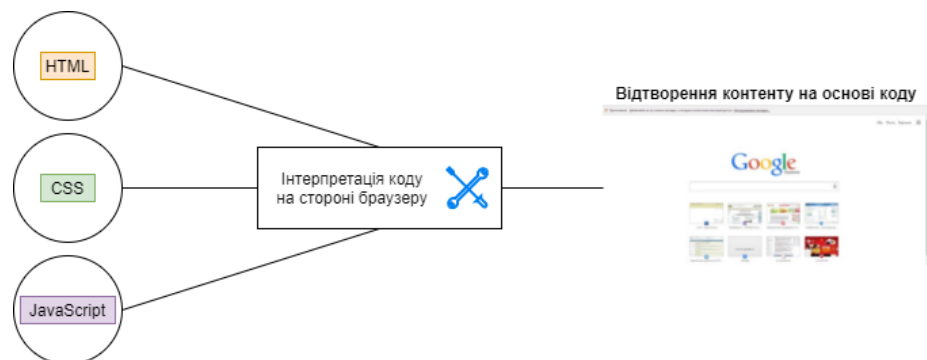 HTML
CSS
JavaScript
Інтерпретація коду
на стороні браузеру
Відтворення контенту на основі коду
Google